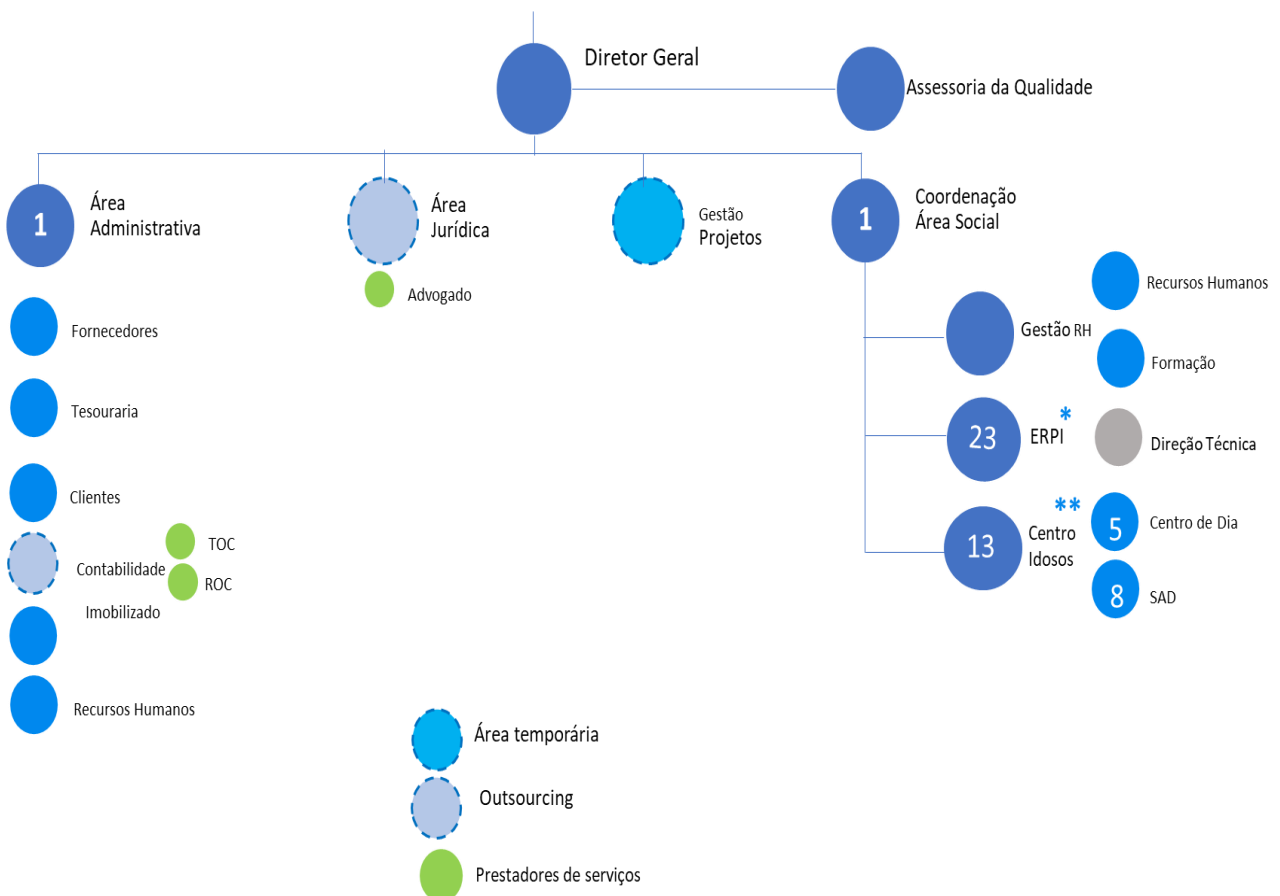 Diretor Geral
Assessoria da Qualidade
1
Área
Administrativa
Área
Jurídica
Gestão
Projetos
1
Coordenação
Área Social
Advogado
Fornecedores
Tesouraria
Clientes
Contabilidade
TOC
ROC
Imobilizado
Recursos Humanos
Gestão RH
Recursos Humanos
Formação
23
ERPI
*
Direção Técnica
13
Centro
Idosos
**
5
Centro de Dia
8
SAD
Área temporária
Outsourcing
Prestadores de serviços